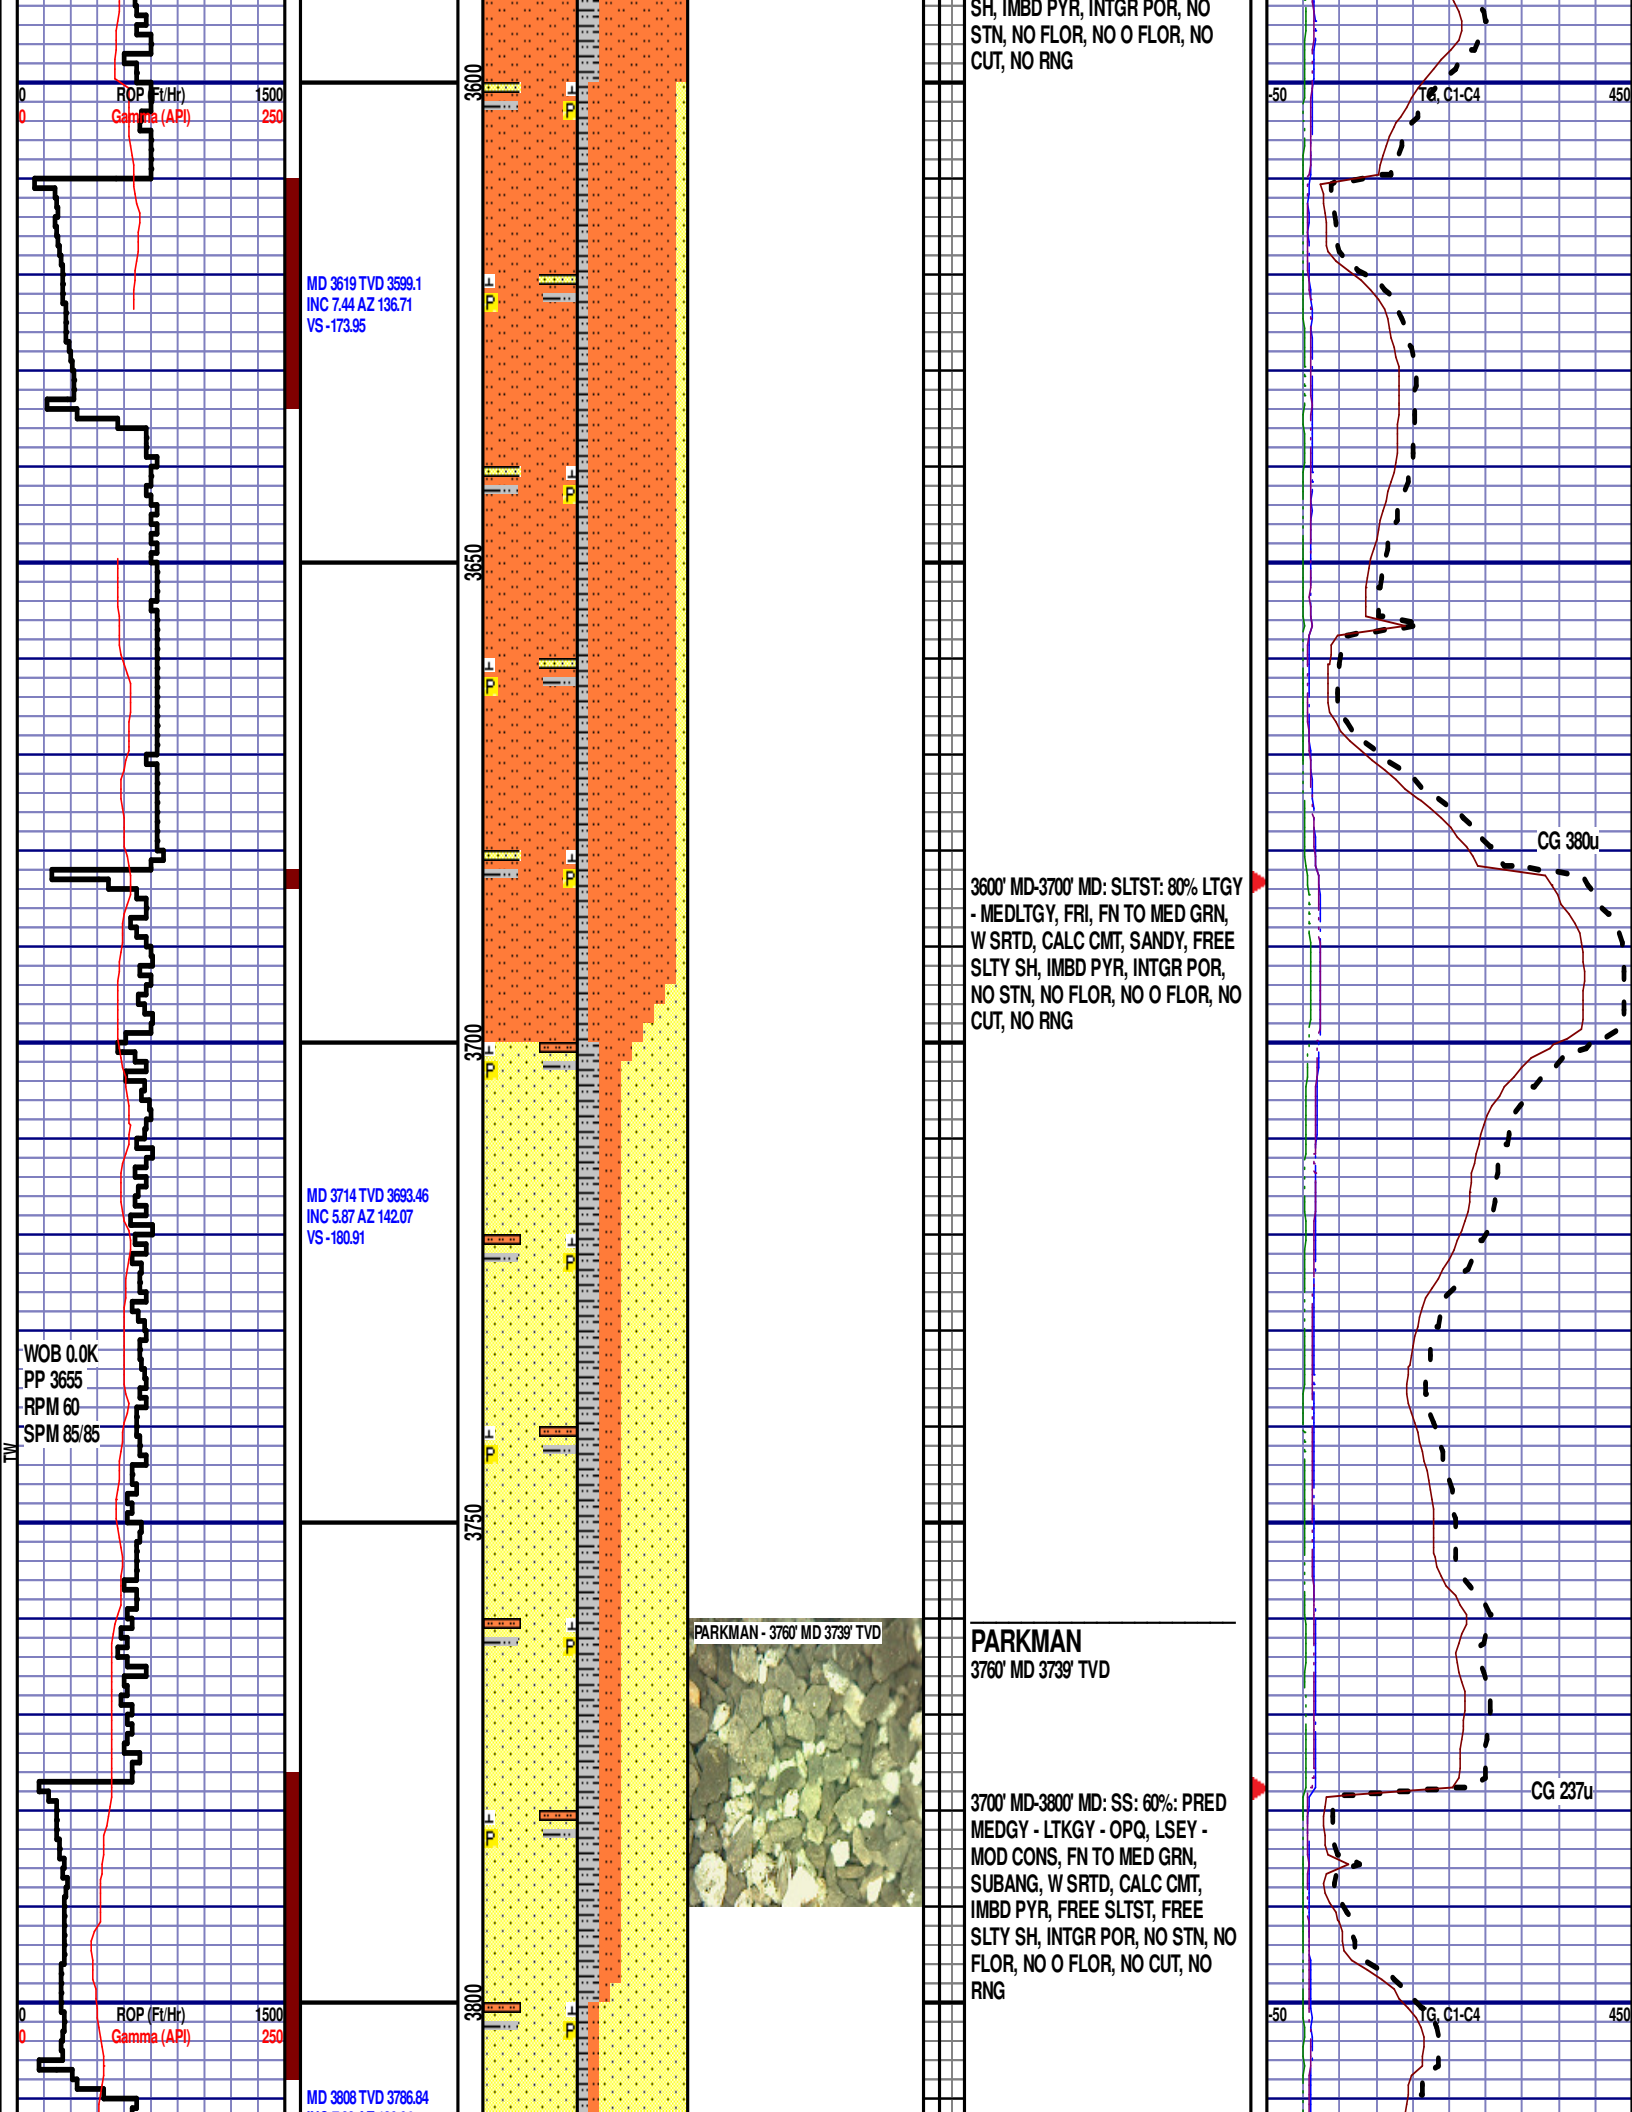 SH, IMBD PYR, INTGR POR, NO
STN, NO FLOR, NO O FLOR, NO
CUT, NO RNG
0 ROP (Ft/Hr) 1500
0 Gamma (API) 250
3600
-50 TG, C1-C4 450
MD 3619 TVD 3599.1
INC 7.44 AZ 136.71
VS -173.95
3650
CG 380u
3600' MD-3700' MD: SLTST: 80% LTGY
- MEDLTGY, FRI, FN TO MED GRN,
W SRTD, CALC CMT, SANDY, FREE
SLTY SH, IMBD PYR, INTGR POR,
NO STN, NO FLOR, NO O FLOR, NO
CUT, NO RNG
3700
MD 3714 TVD 3693.46
INC 5.87 AZ 142.07
VS -180.91
WOB 0.0K
PP 3655
RPM 60
SPM 85/85
TW
3750
PARKMAN - 3760' MD 3739' TVD
PARKMAN
3760' MD 3739' TVD
CG 237u
3700' MD-3800' MD: SS: 60%: PRED
MEDGY - LTKGY - OPQ, LSEY -
MOD CONS, FN TO MED GRN,
SUBANG, W SRTD, CALC CMT,
IMBD PYR, FREE SLTST, FREE
SLTY SH, INTGR POR, NO STN, NO
FLOR, NO O FLOR, NO CUT, NO
RNG
3800
0 ROP (Ft/Hr) 1500
0 Gamma (API) 250
-50 TG, C1-C4 450
MD 3808 TVD 3786.84